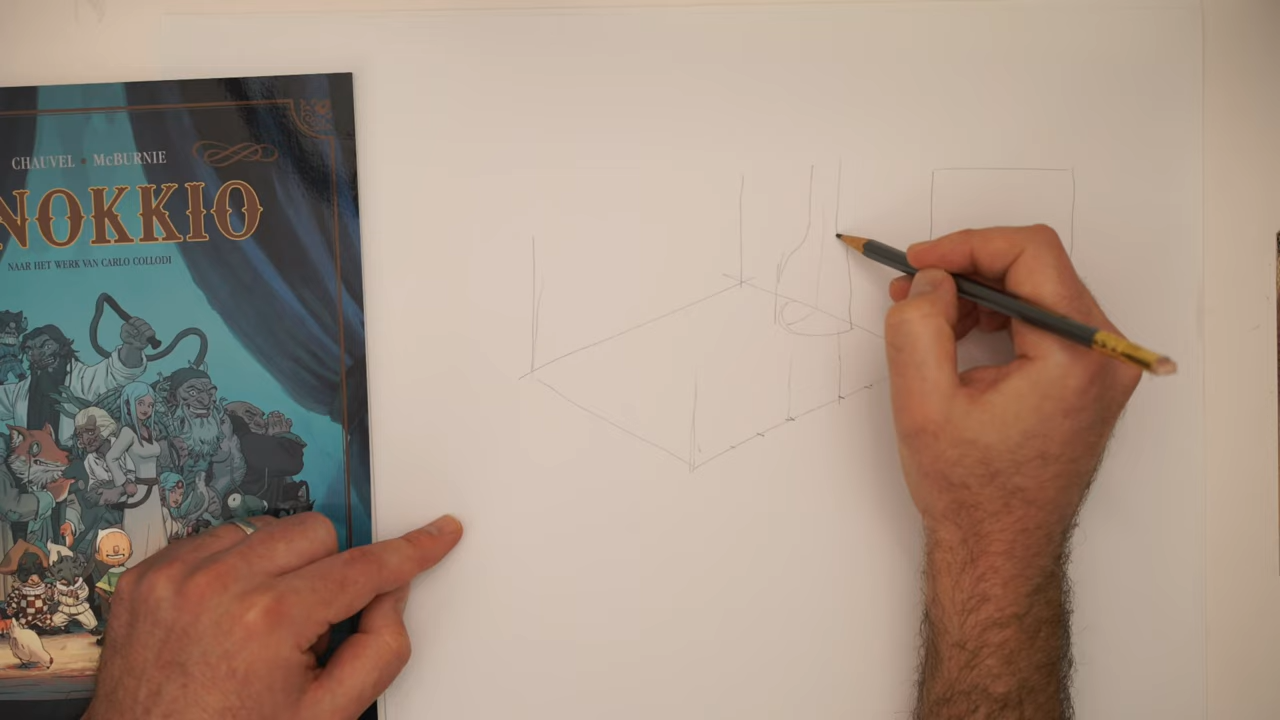 CHAUVEL • McBURNIE
NOKKIO
NAAR HET WERK VAN CARLO COLLODI